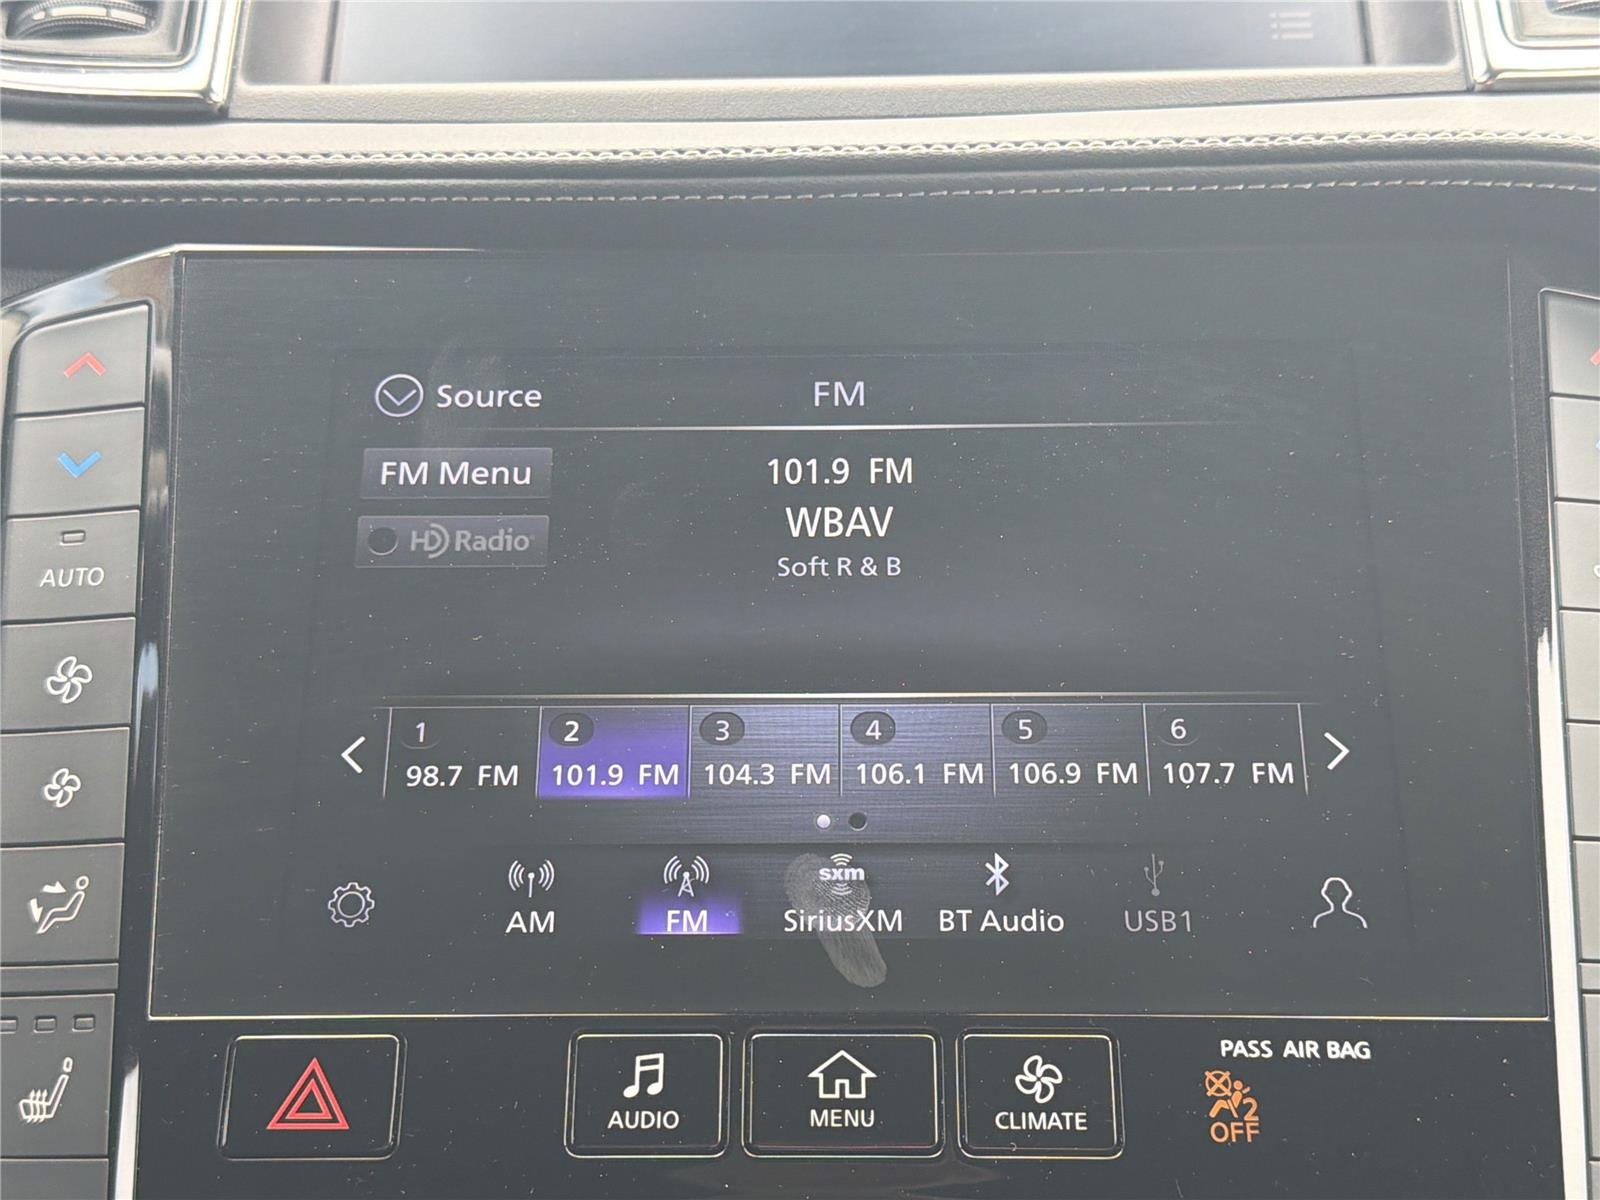 Source
FM
FM Menu
101.9 FM
HD Radio
WBAV
Soft R & B
AUTO
1
2
3
4
5
6
98.7 FM
101.9 FM
104.3 FM
106.1 FM
106.9 FM
107.7 FM
sxm
AM
FM
SiriusXM
BT Audio
USB1
AUDIO
MENU
CLIMATE
PASS AIR BAG
2
OFF